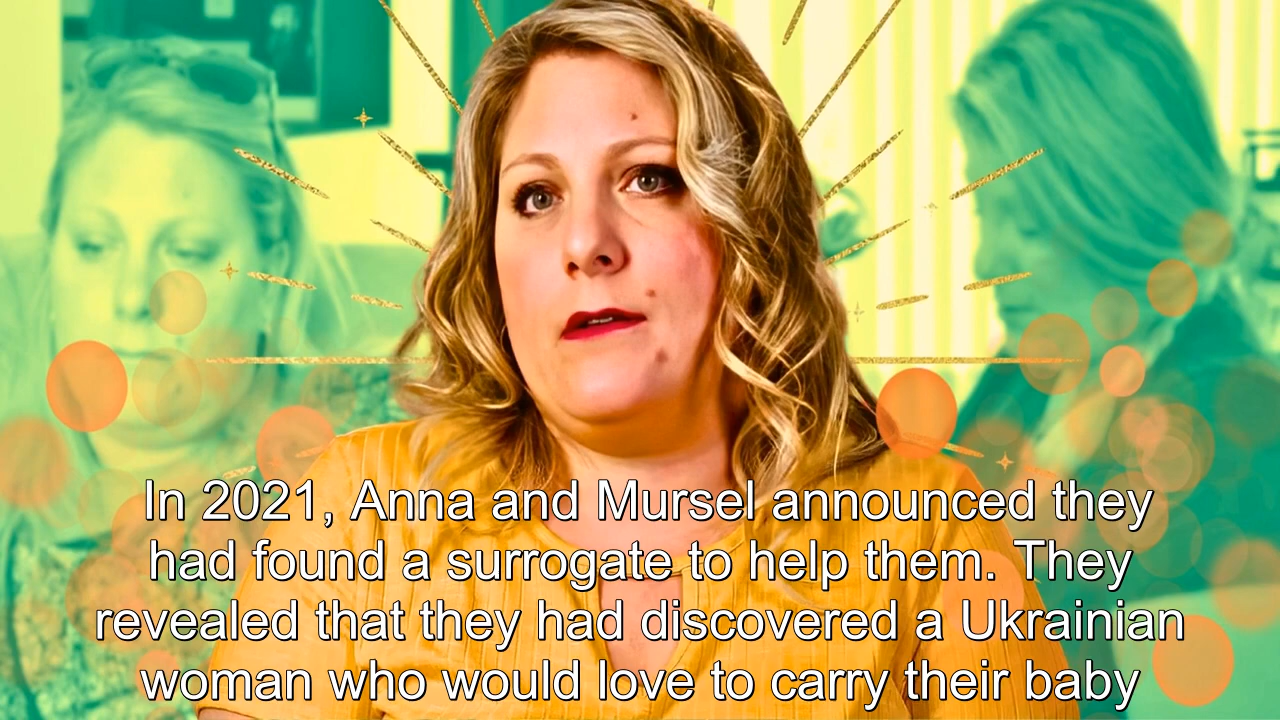 In 2021, Anna and Mursel announced they
had found a surrogate to help them. They
revealed that they had discovered a Ukrainian
woman who would love to carry their baby